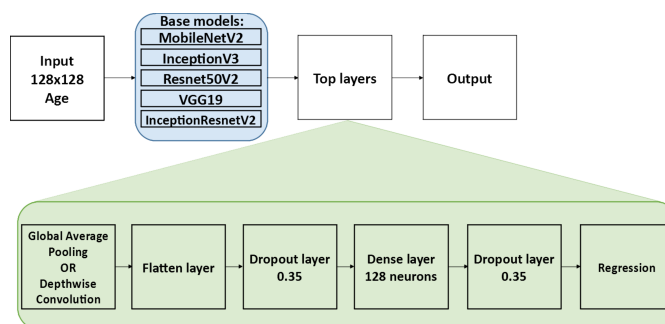 Base models:
MobileNetV2
InceptionV3
Resnet50V2
VGG19
InceptionResnetV2
Input
128x128
Age
Top layers
Output
Global Average
Pooling
OR
Depthwise
Convolution
Flatten layer
Dropout layer
0.35
Dense layer
128 neurons
Dropout layer
0.35
Regression